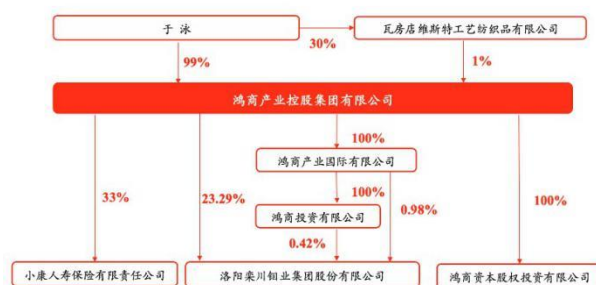 于 泳
30%
瓦房店维斯特工艺纺织品有限公司
99%
1%
鸿商产业控股集团有限公司
100%
鸿商产业国际有限公司
33%
23.29%
100%
0.98%
100%
鸿商投资有限公司
0.42%
小康人寿保险有限责任公司
洛阳栾川钼业集团股份有限公司
鸿商资本股权投资有限公司